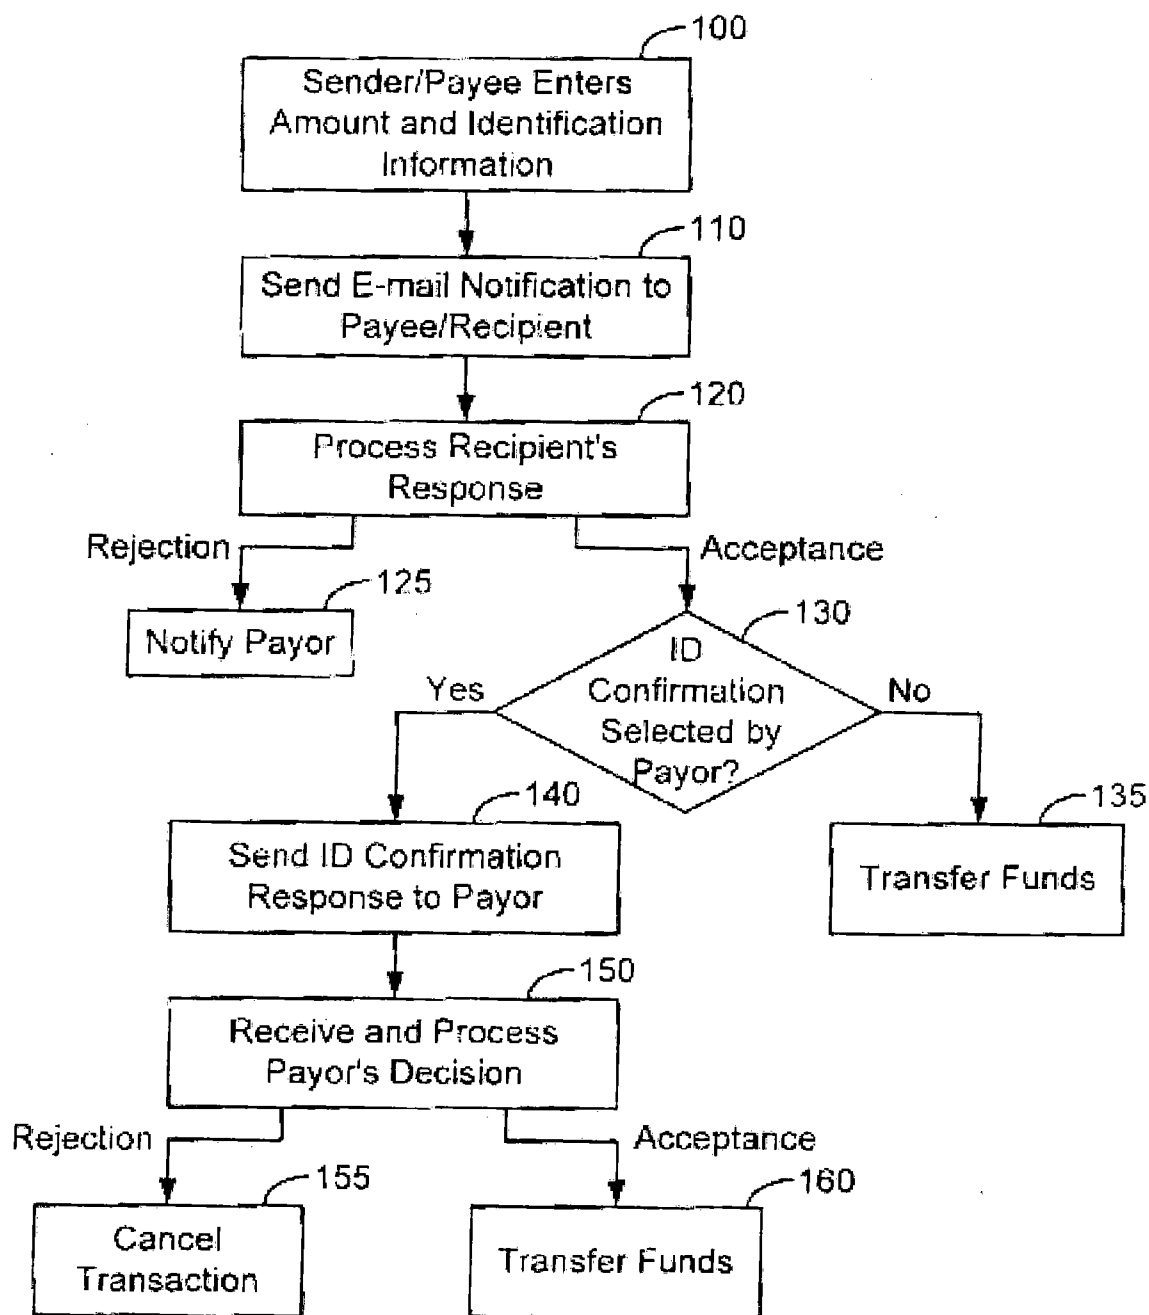 100
Sender/Payee Enters
Amount and Identification
Information
110
Send E-mail Notification to
Payee/Recipient
120
Process Recipient's
Response
Rejection
Acceptance
125
Notify Payor
130
ID
Confirmation
Selected by
Payor?
Yes
No
140
Send ID Confirmation
Response to Payor
135
Transfer Funds
150
Receive and Process
Payor's Decision
Rejection
Acceptance
155
Cancel
Transaction
160
Transfer Funds